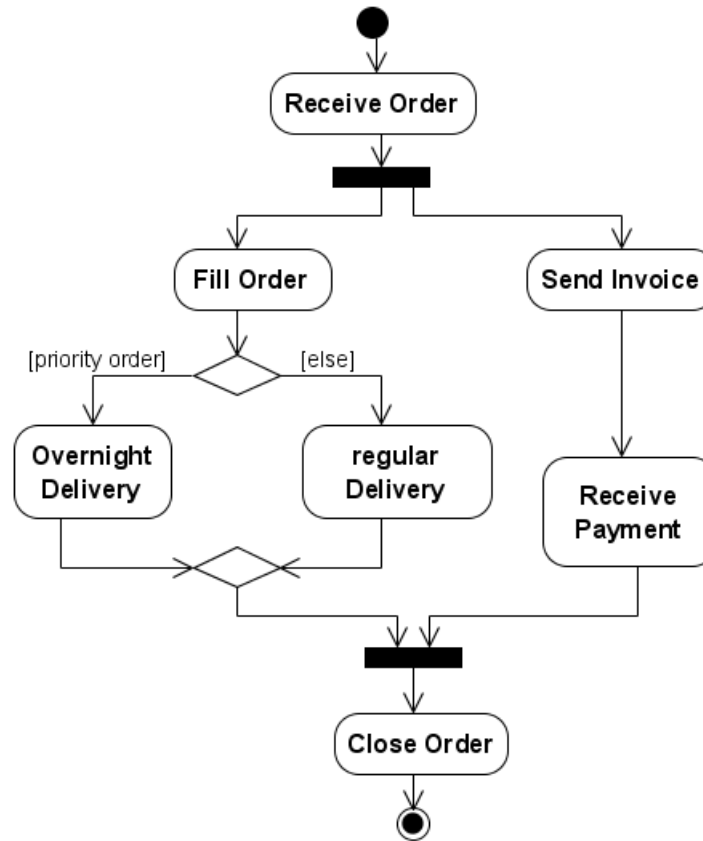 Receive Order
Fill Order
Send Invoice
[priority order]
[else]
Overnight
Delivery
regular
Delivery
Receive
Payment
Close Order